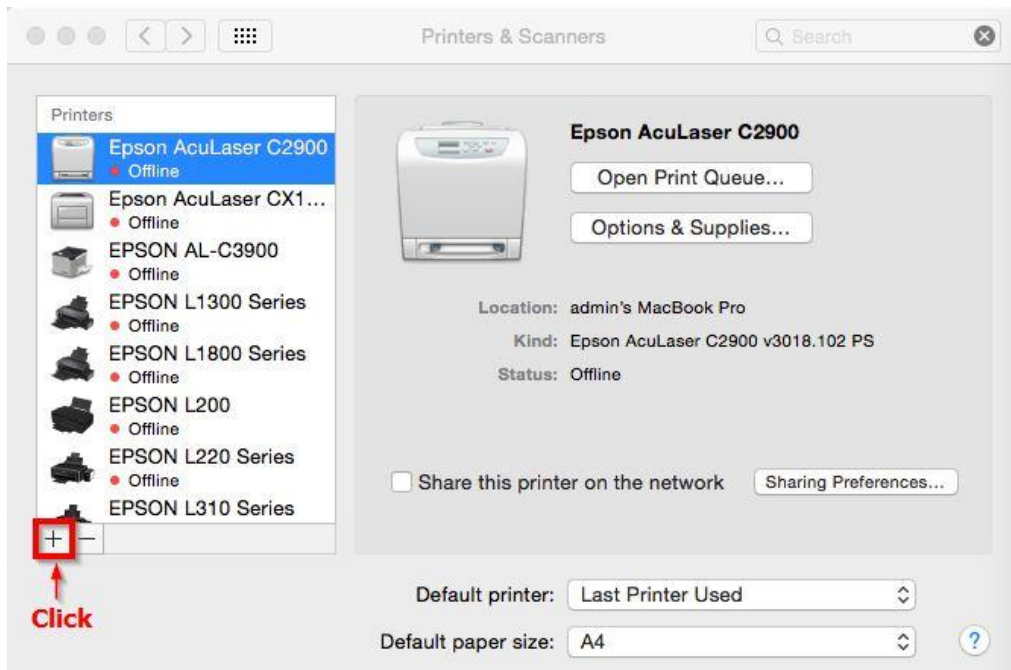 Printers & Scanners
Search
Printers
Epson AcuLaser C2900
Offline
Epson AcuLaser CX1...
Offline
EPSON AL-C3900
Offline
EPSON L1300 Series
Offline
EPSON L1800 Series
Offline
EPSON L200
Offline
EPSON L220 Series
Offline
EPSON L310 Series
+ −
Click
Epson AcuLaser C2900
Open Print Queue...
Options & Supplies...
Location: admin's MacBook Pro
Kind: Epson AcuLaser C2900 v3018.102 PS
Status: Offline
Share this printer on the network Sharing Preferences...
Default printer: Last Printer Used
Default paper size: A4
?